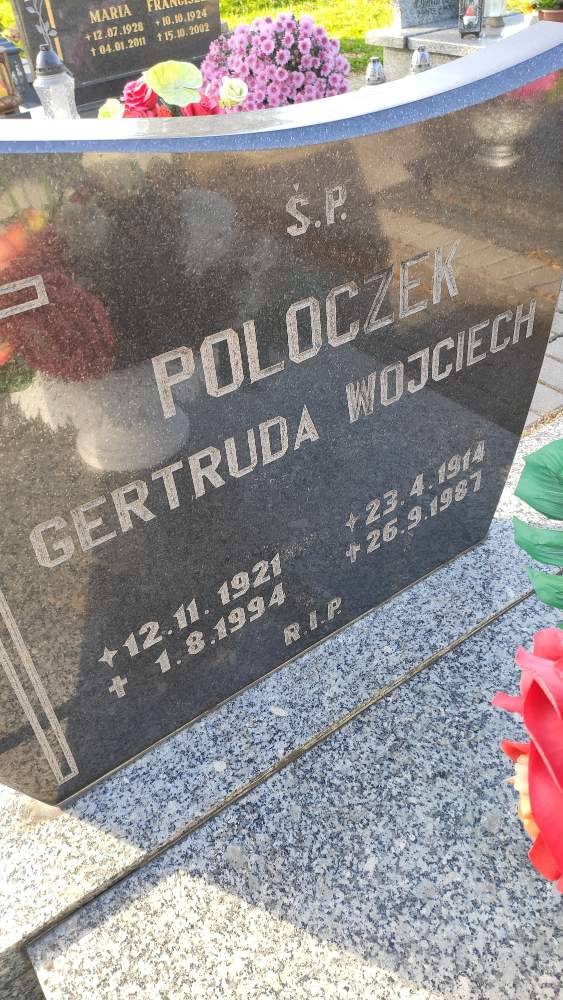 MARIA FRANCISZEK
*12.07.1928 *10.10.1924
+04.01.2011 +15.10.2002
Ś.P.
POLOCZEK
GERTRUDA WOJCIECH
*12.11.1921 *23.4.1914
+1.8.1994 +26.9.1987
R.I.P.